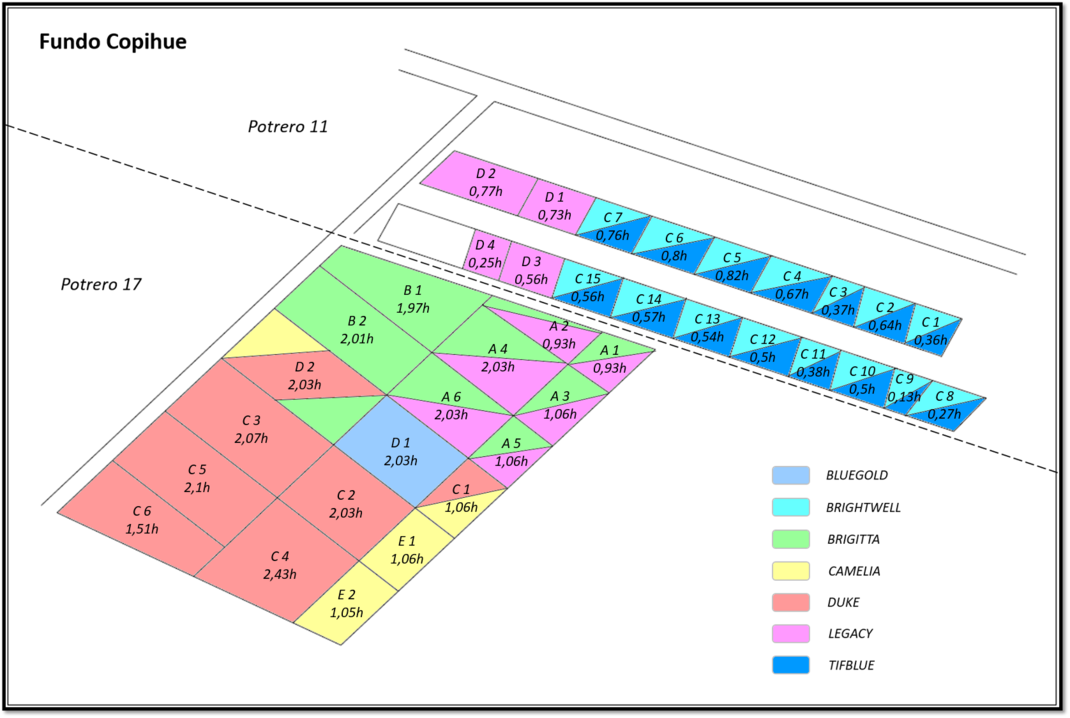 Fundo Copihue
Potrero 11
D 2
0,77h
D 1
0,73h
C 7
0,76h
C 6
0,8h
C 5
0,82h
C 4
0,67h
C 3
0,37h
C 2
0,64h
C 1
0,36h
D 4
0,25h
D 3
0,56h
C 15
0,56h
C 14
0,57h
C 13
0,54h
C 12
0,5h
C 11
0,38h
C 10
0,5h
C 9
0,13h
C 8
0,27h
Potrero 17
B 1
1,97h
B 2
2,01h
A 2
0,93h
A 1
0,93h
A 4
2,03h
A 3
1,06h
A 6
2,03h
A 5
1,06h
D 2
2,03h
D 1
2,03h
C 3
2,07h
C 1
1,06h
C 5
2,1h
C 2
2,03h
C 6
1,51h
C 4
2,43h
E 1
1,06h
E 2
1,05h
BLUEGOLD
BRIGHTWELL
BRIGITTA
CAMELIA
DUKE
LEGACY
TIFBLUE